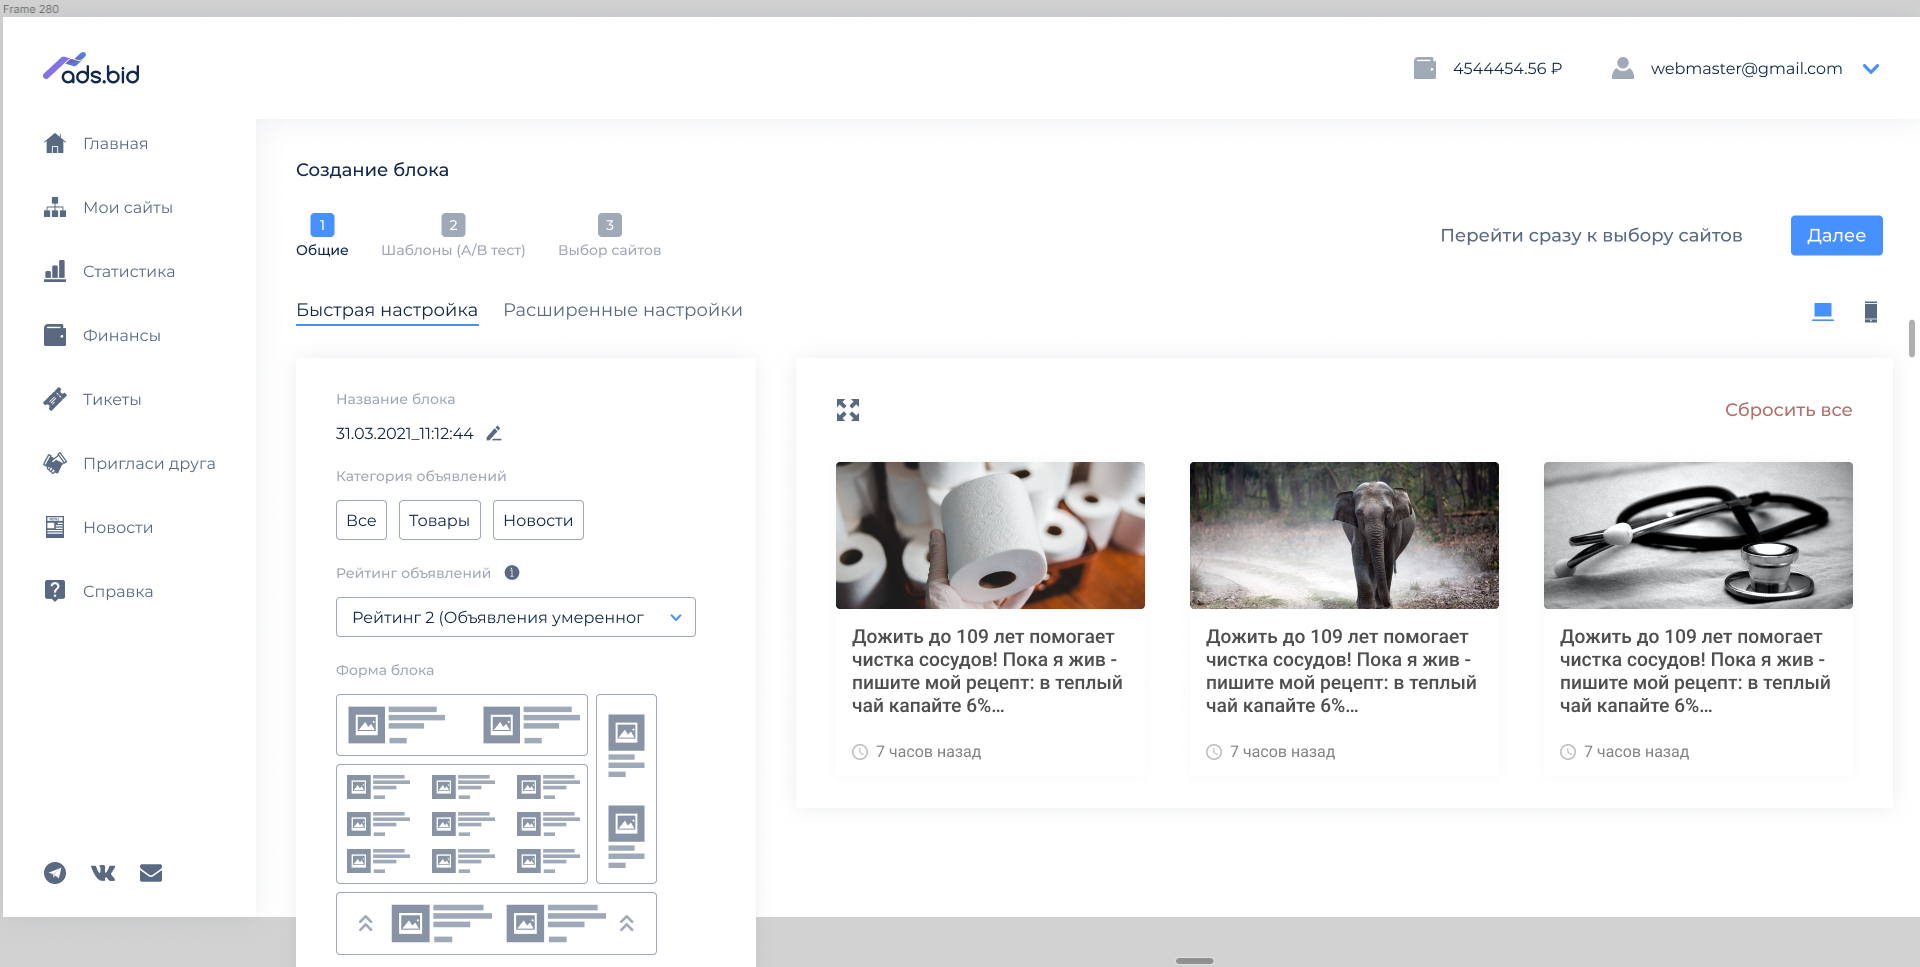 Frame 280
ads.bid
4544454.56 ₽
webmaster@gmail.com
Главная
Мои сайты
Статистика
Финансы
Тикеты
Пригласи друга
Новости
Справка
Создание блока
1
Общие
2
Шаблоны (A/B тест)
3
Выбор сайтов
Перейти сразу к выбору сайтов
Далее
Быстрая настройка
Расширенные настройки
Название блока
31.03.2021_11:12:44
Категория объявлений
Все
Товары
Новости
Рейтинг объявлений
Рейтинг 2 (Объявления умеренног
Форма блока
Сбросить все
Дожить до 109 лет помогает
чистка сосудов! Пока я жив -
пишите мой рецепт: в теплый
чай капайте 6%...
7 часов назад
Дожить до 109 лет помогает
чистка сосудов! Пока я жив -
пишите мой рецепт: в теплый
чай капайте 6%...
7 часов назад
Дожить до 109 лет помогает
чистка сосудов! Пока я жив -
пишите мой рецепт: в теплый
чай капайте 6%...
7 часов назад